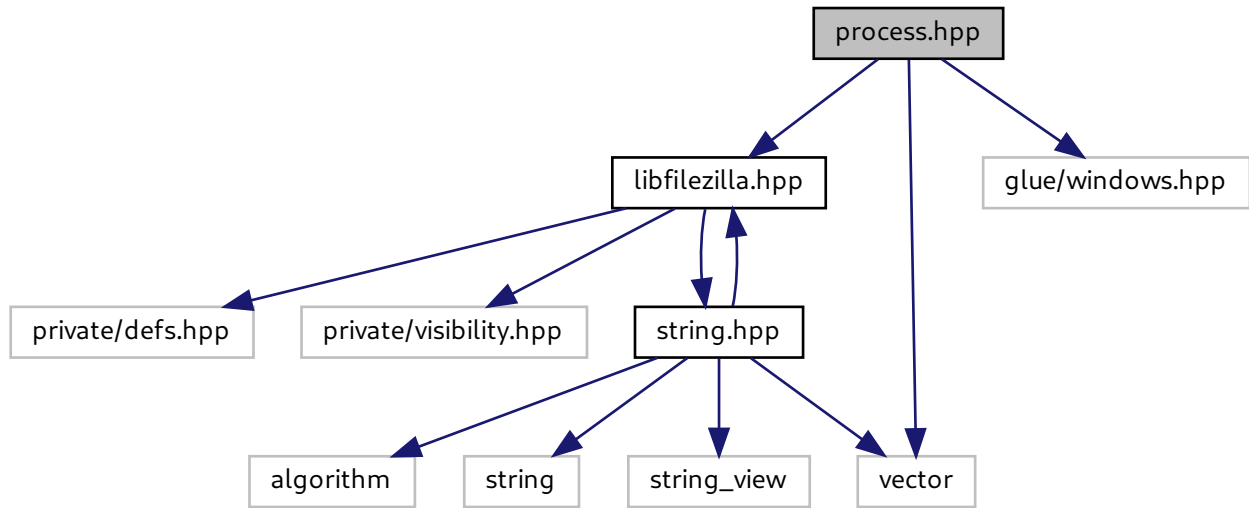 process.hpp
libfilezilla.hpp
glue/windows.hpp
private/defs.hpp
private/visibility.hpp
string.hpp
algorithm
string
string_view
vector